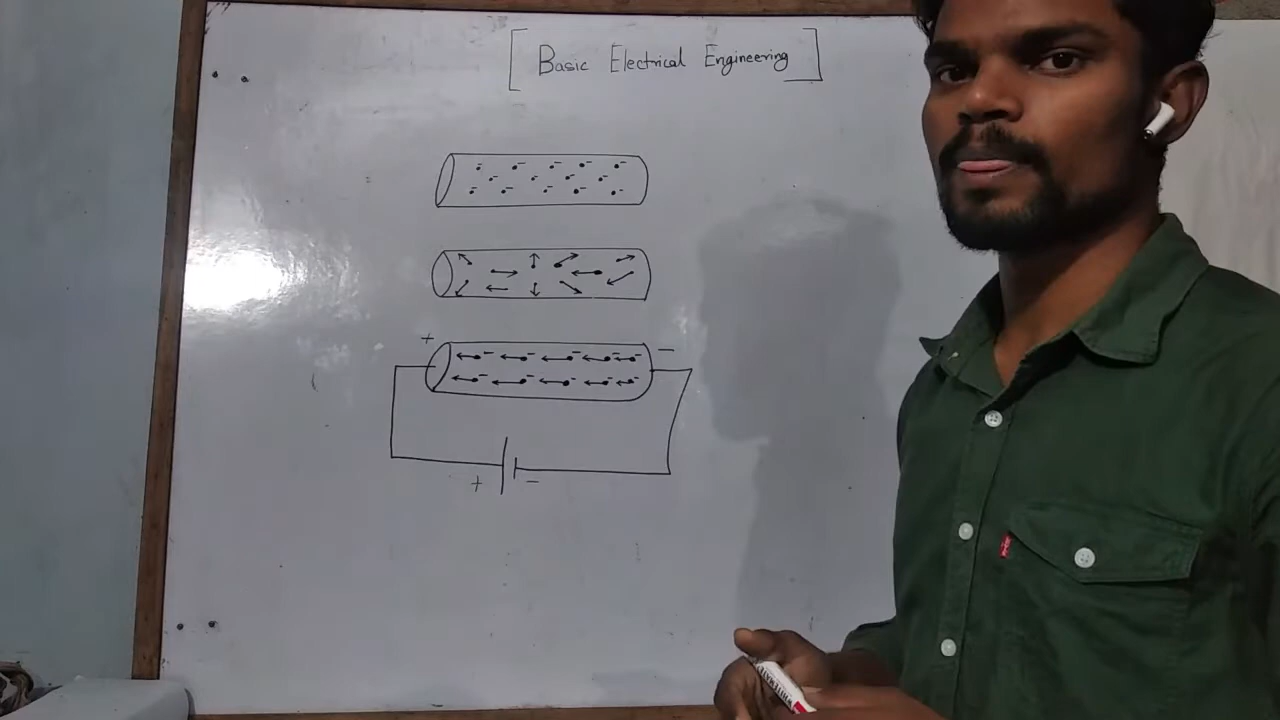 [ Basic Electrical Engineering ]
+ −
+ −